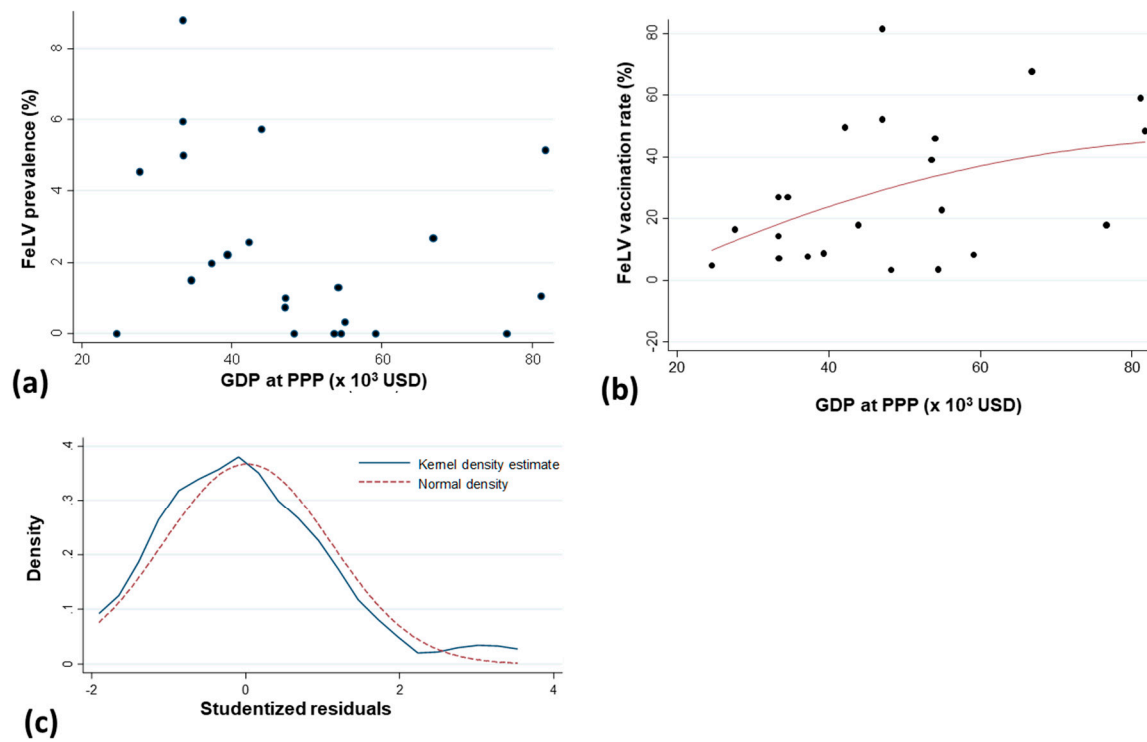 8
6
4
2
0
FeLV prevalence (%)
20
40
60
80
GDP at PPP (x 10³ USD)
(a)
80
60
40
20
0
-20
FeLV vaccination rate (%)
20
40
60
80
GDP at PPP (x 10³ USD)
(b)
.4
.3
.2
.1
0
Density
Kernel density estimate
Normal density
-2
0
2
4
Studentized residuals
(c)